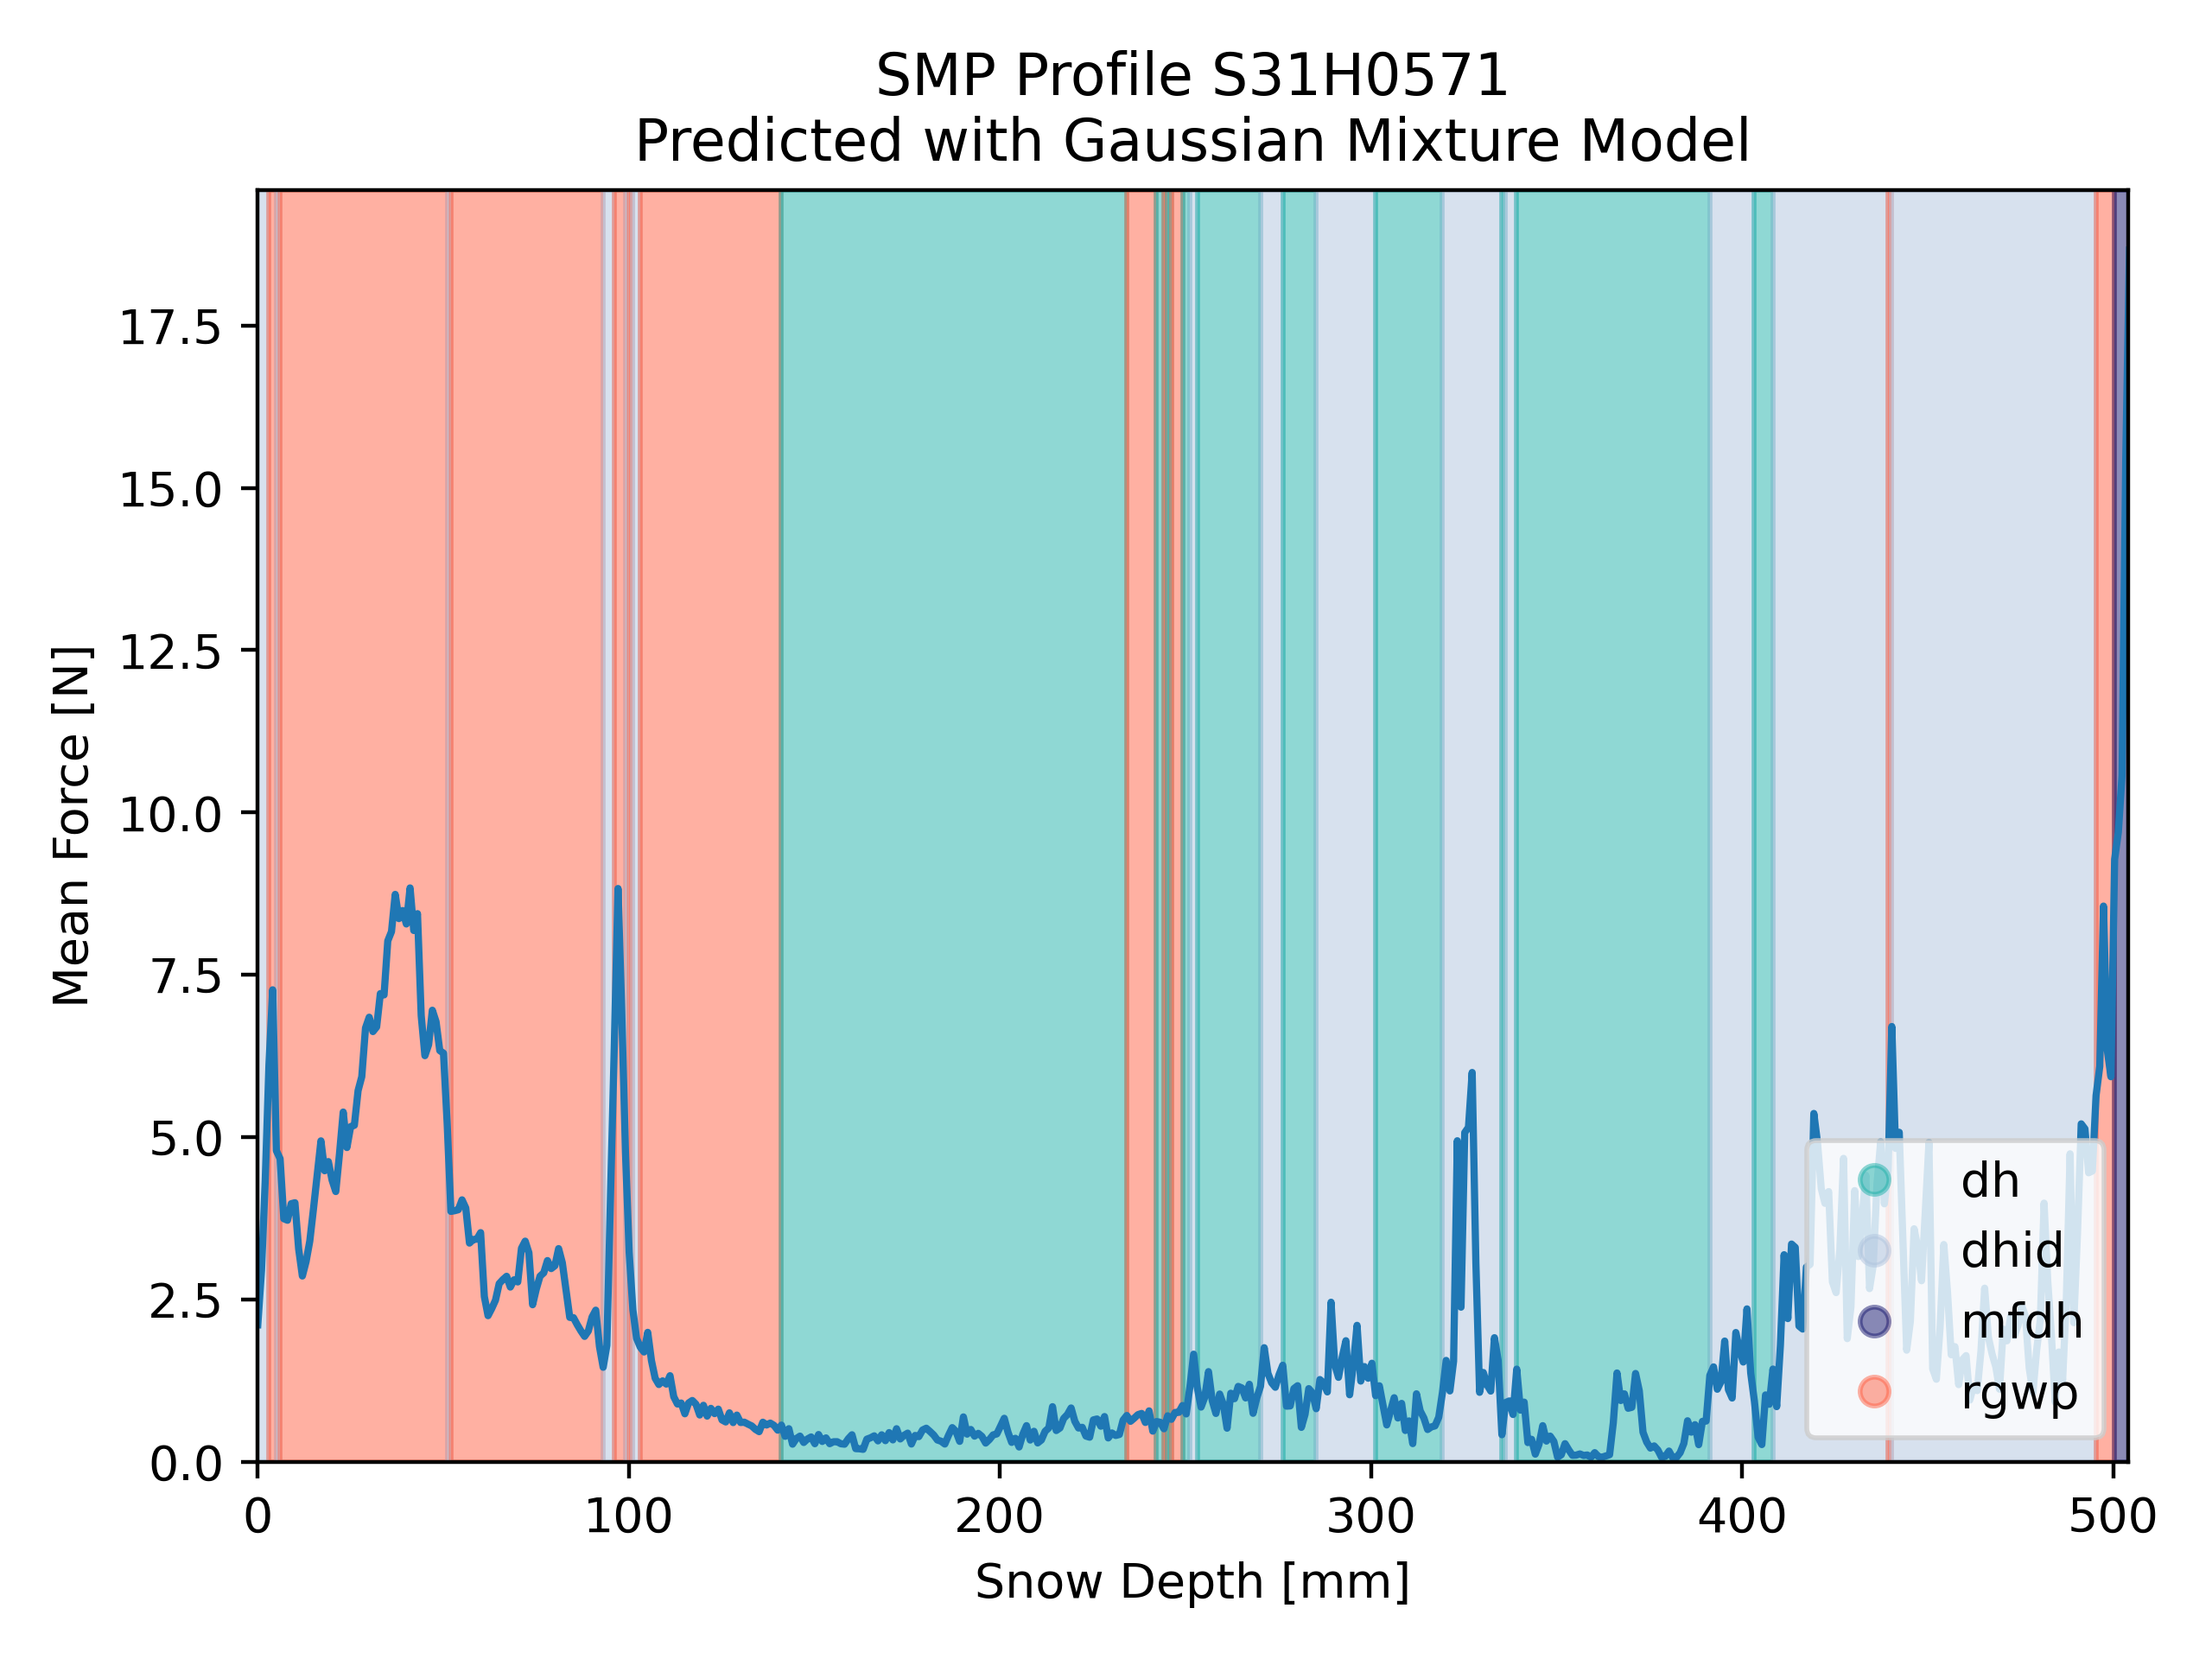 SMP Profile S31H0571
Predicted with Gaussian Mixture Model
Mean Force [N]
17.5
15.0
12.5
10.0
7.5
5.0
2.5
0.0
dh
dhid
mfdh
rgwp
0 100 200 300 400 500
Snow Depth [mm]